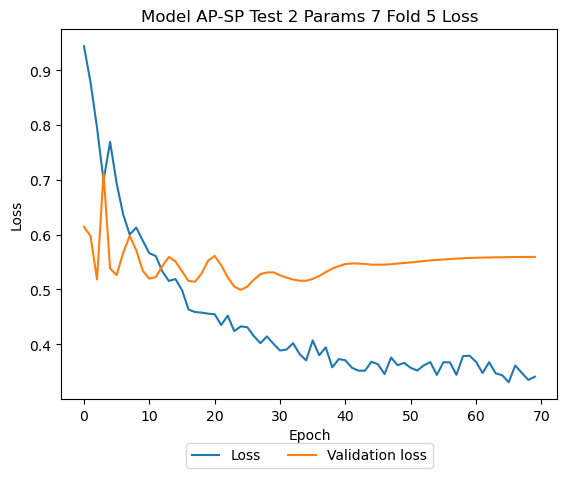 Model AP-SP Test 2 Params 7 Fold 5 Loss
0.9
0.8
0.7
0.6
0.5
0.4
Loss
0 10 20 30 40 50 60 70
Epoch
Loss Validation loss